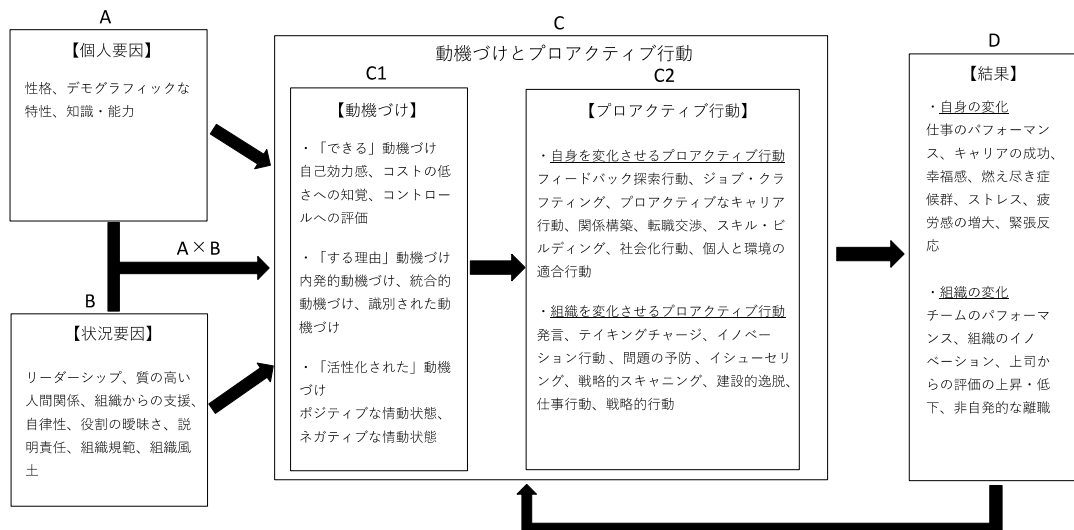 A
【個人要因】
性格、デモグラフィックな
特性、知識・能力
A×B
B
【状況要因】
リーダーシップ、質の高い
人間関係、組織からの支援、
自律性、役割の曖昧さ、説
明責任、組織規範、組織風
土
C
動機づけとプロアクティブ行動
C1
【動機づけ】
・「できる」動機づけ
自己効力感、コストの低
さへの知覚、コントロー
ルへの評価
・「する理由」動機づけ
内発的動機づけ、統合的
動機づけ、識別された動
機づけ
・「活性化された」動機
づけ
ポジティブな情動状態、
ネガティブな情動状態
C2
【プロアクティブ行動】
・自身を変化させるプロアクティブ行動
フィードバック探索行動、ジョブ・クラ
フティング、プロアクティブなキャリア
行動、関係構築、転職交渉、スキル・ビ
ルディング、社会化行動、個人と環境の
適合行動
・組織を変化させるプロアクティブ行動
発言、テイキングチャージ、イノベー
ション行動、問題の予防、イシューセリ
ング、戦略的スキャニング、建設的逸脱、
仕事行動、戦略的行動
D
【結果】
・自身の変化
仕事のパフォーマン
ス、キャリアの成功、
幸福感、燃え尽き症
候群、ストレス、疲
労感の増大、緊張反
応
・組織の変化
チームのパフォーマ
ンス、組織のイノ
ベーション、上司か
らの評価の上昇・低
下、非自発的な離職